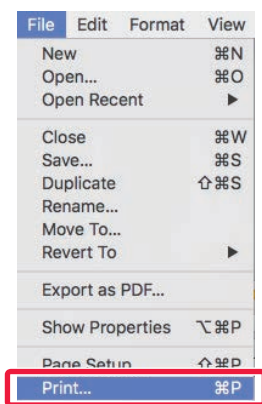 File Edit Format View
New ⌘N
Open... ⌘O
Open Recent ▶
Close ⌘W
Save... ⌘S
Duplicate ⇧⌘S
Rename...
Move To...
Revert To ▶
Export as PDF...
Show Properties ⌥⌘P
Page Setup ⇧⌘P
Print... ⌘P